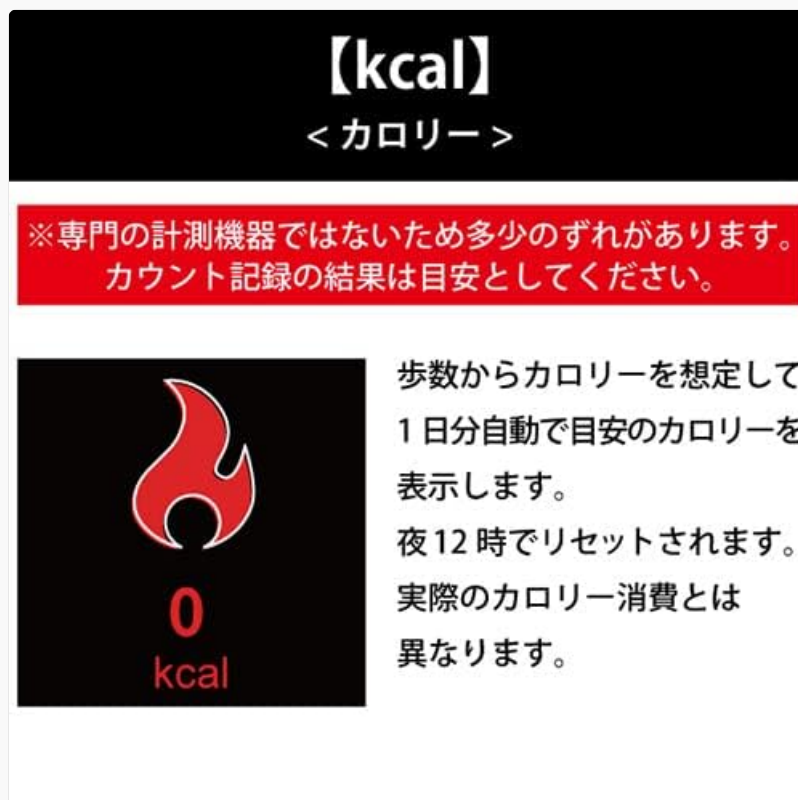 【kcal】
<カロリー>
※専門の計測機器ではないため多少のずれがあります。
カウント記録の結果は目安としてください。
歩数からカロリーを想定して
1日分自動で目安のカロリーを
表示します。
夜12時でリセットされます。
実際のカロリー消費とは
異なります。
0
kcal